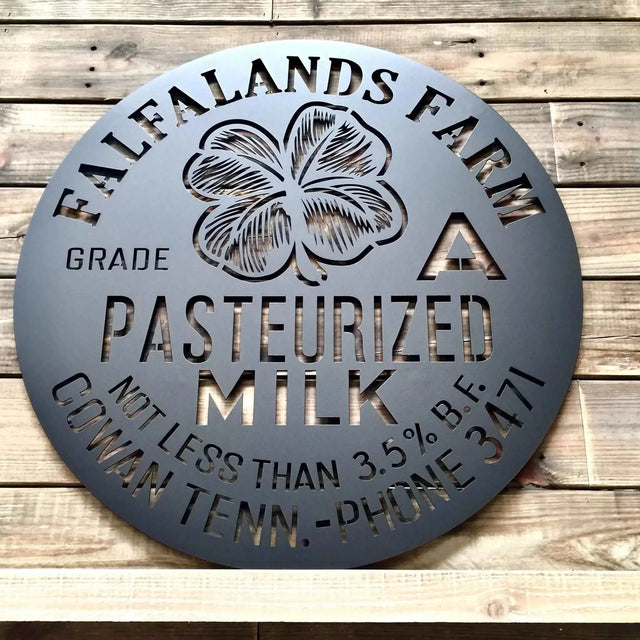 FALFALANDS FARM
GRADE A
PASTEURIZED
MILK
NOT LESS THAN 3.5% B.F.
COWAN TENN.-PHONE 3471